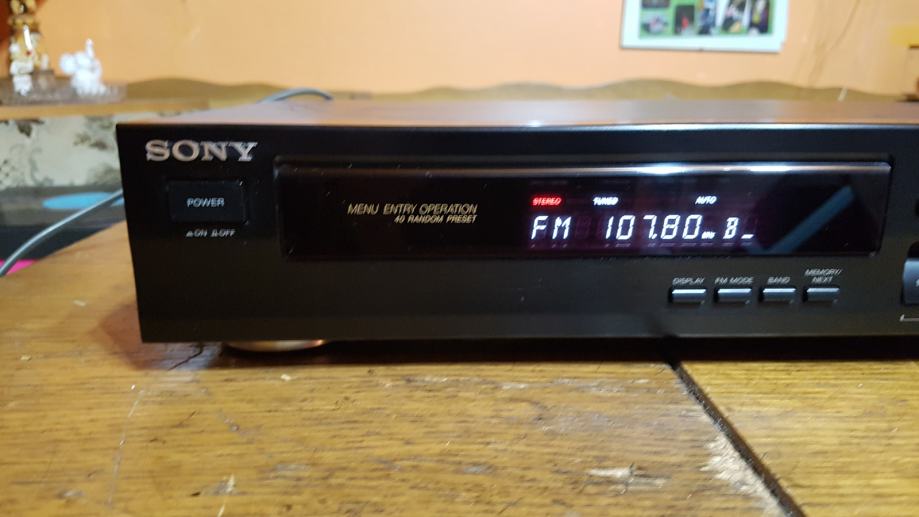 SONY
POWER
ON OFF
MENU ENTRY OPERATION
40 RANDOM PRESET
STEREO TUNED AUTO
FM 107.80 MHz B _
DISPLAY FM MODE BAND MEMORY/
NEXT